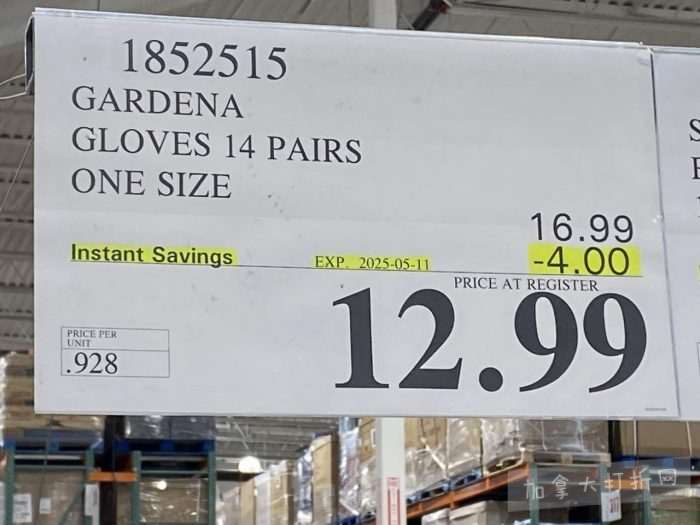 1852515
GARDENA
GLOVES 14 PAIRS
ONE SIZE
16.99
Instant Savings EXP. 2025-05-11 -4.00
PRICE AT REGISTER
12.99
PRICE PER
UNIT
.928
S
加拿大打折网